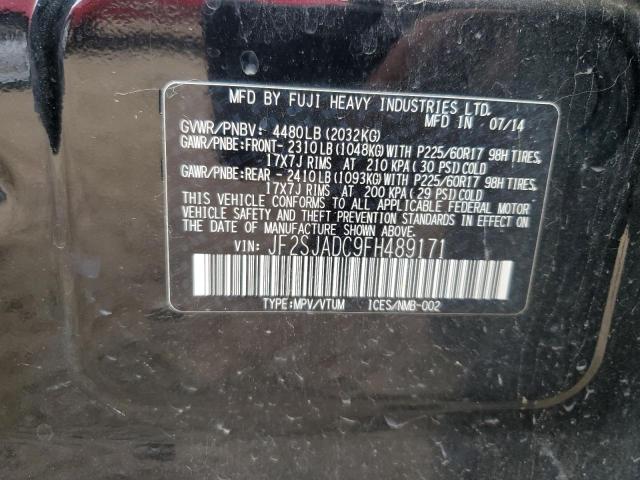 MFD BY FUJI HEAVY INDUSTRIES LTD.
MFD IN 07/14
GVWR/PNBV: 4480LB (2032KG)
GAWR/PNBE:FRONT- 2310LB(1048KG)WITH P225/60R17 98H TIRES,
17X7J RIMS AT 210 KPA ( 30 PSI)COLD
GAWR/PNBE:REAR - 2410LB(1093KG)WITH P225/60R17 98H TIRES,
17X7J RIMS AT 200 KPA ( 29 PSI)COLD
THIS VEHICLE CONFORMS TO ALL APPLICABLE FEDERAL MOTOR
VEHICLE SAFETY AND THEFT PREVENTION STANDARDS IN EFFECT ON
THE DATE OF MANUFACTURE SHOWN ABOVE.
VIN: JF2SJADC9FH489171
TYPE:MPV/VTUM ICES/NMB-002